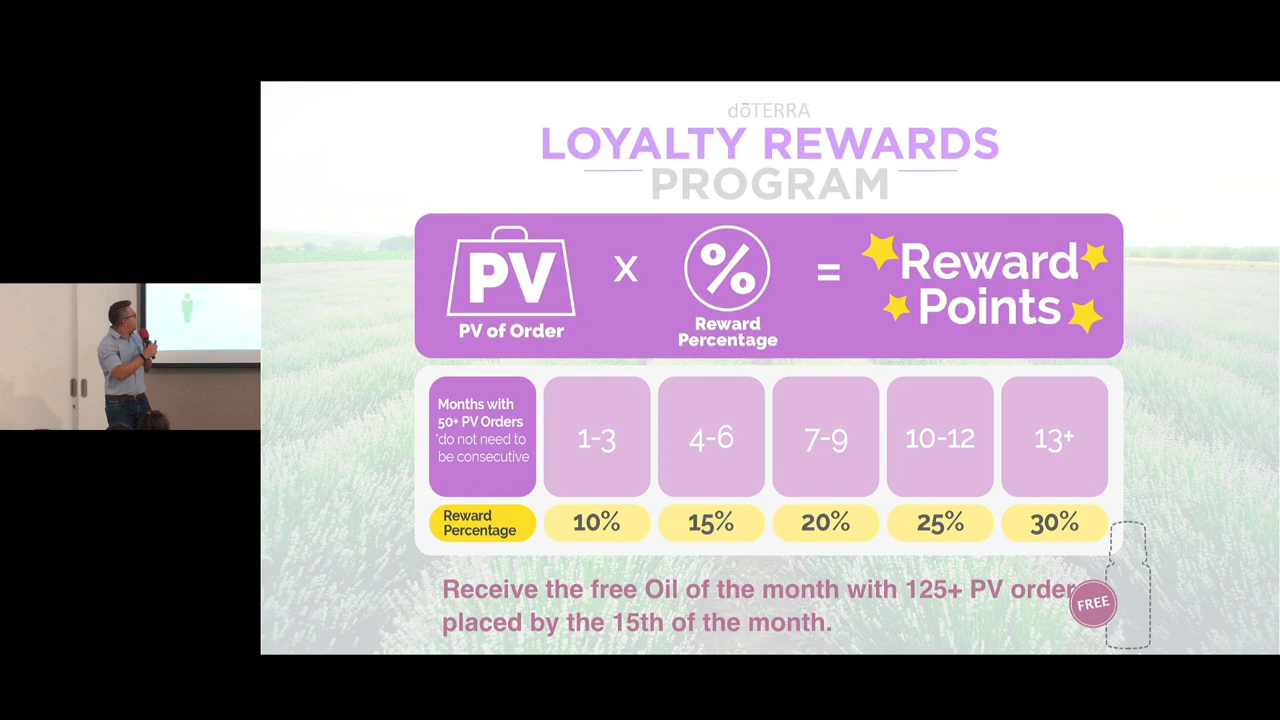 dōTERRA
LOYALTY REWARDS
PROGRAM
PV
PV of Order
X
%
Reward
Percentage
=
Reward
Points
Months with
50+ PV Orders
*do not need to
be consecutive
1-3
4-6
7-9
10-12
13+
Reward
Percentage
10%
15%
20%
25%
30%
Receive the free Oil of the month with 125+ PV order
placed by the 15th of the month.
FREE